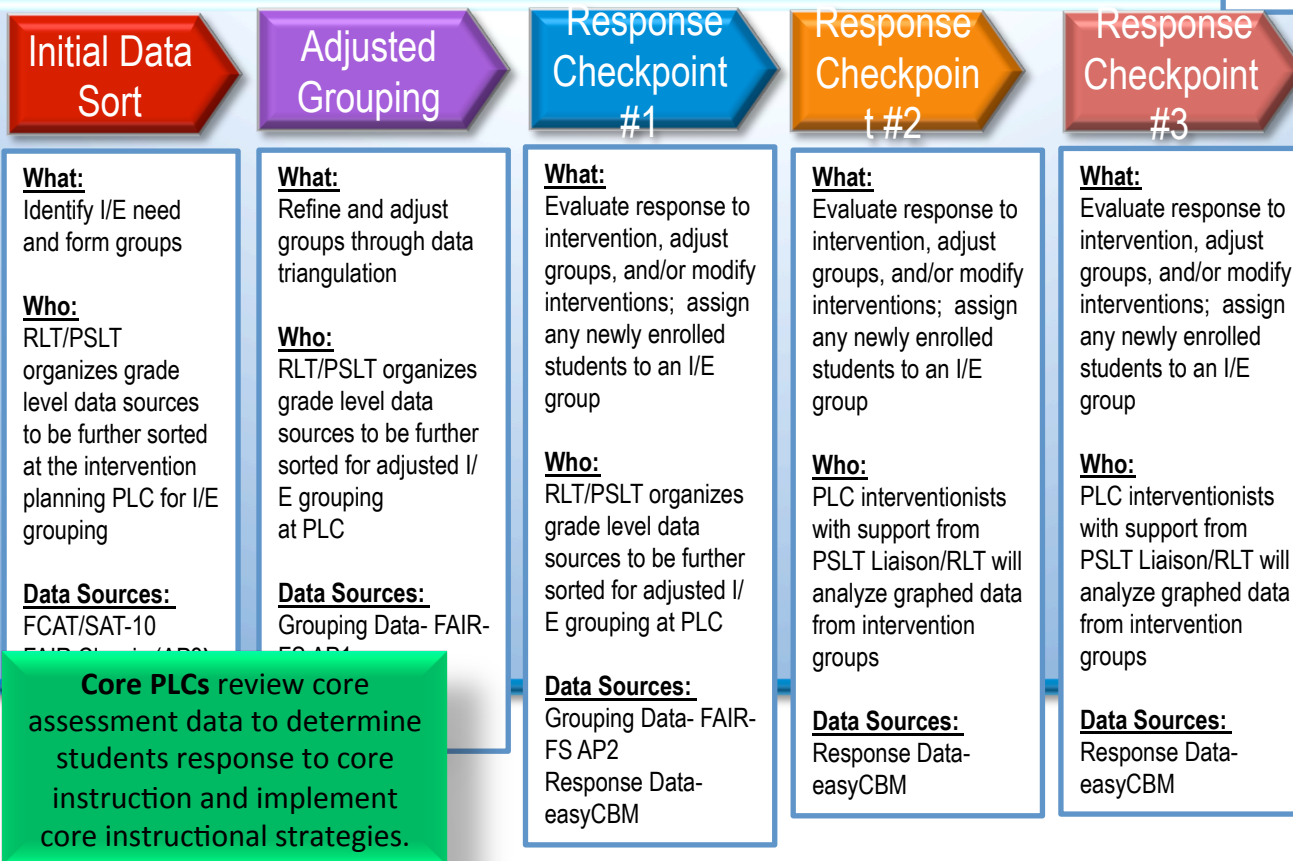 Initial Data
Sort
What:
Identify I/E need
and form groups
Who:
RLT/PSLT
organizes grade
level data sources
to be further sorted
at the intervention
planning PLC for I/E
grouping
Data Sources:
FCAT/SAT-10
Adjusted
Grouping
What:
Refine and adjust
groups through data
triangulation
Who:
RLT/PSLT organizes
grade level data
sources to be further
sorted for adjusted I/
E grouping
at PLC
Data Sources:
Grouping Data- FAIR-
Core PLCs review core
assessment data to determine
students response to core
instruction and implement
core instructional strategies.
Response
Checkpoint
#1
What:
Evaluate response to
intervention, adjust
groups, and/or modify
interventions; assign
any newly enrolled
students to an I/E
group
Who:
RLT/PSLT organizes
grade level data
sources to be further
sorted for adjusted I/
E grouping at PLC
Data Sources:
Grouping Data- FAIR-
FS AP2
Response Data-
easyCBM
Response
Checkpoin
t #2
What:
Evaluate response to
intervention, adjust
groups, and/or modify
interventions; assign
any newly enrolled
students to an I/E
group
Who:
PLC interventionists
with support from
PSLT Liaison/RLT will
analyze graphed data
from intervention
groups
Data Sources:
Response Data-
easyCBM
Response
Checkpoint
#3
What:
Evaluate response to
intervention, adjust
groups, and/or modify
interventions; assign
any newly enrolled
students to an I/E
group
Who:
PLC interventionists
with support from
PSLT Liaison/RLT will
analyze graphed data
from intervention
groups
Data Sources:
Response Data-
easyCBM